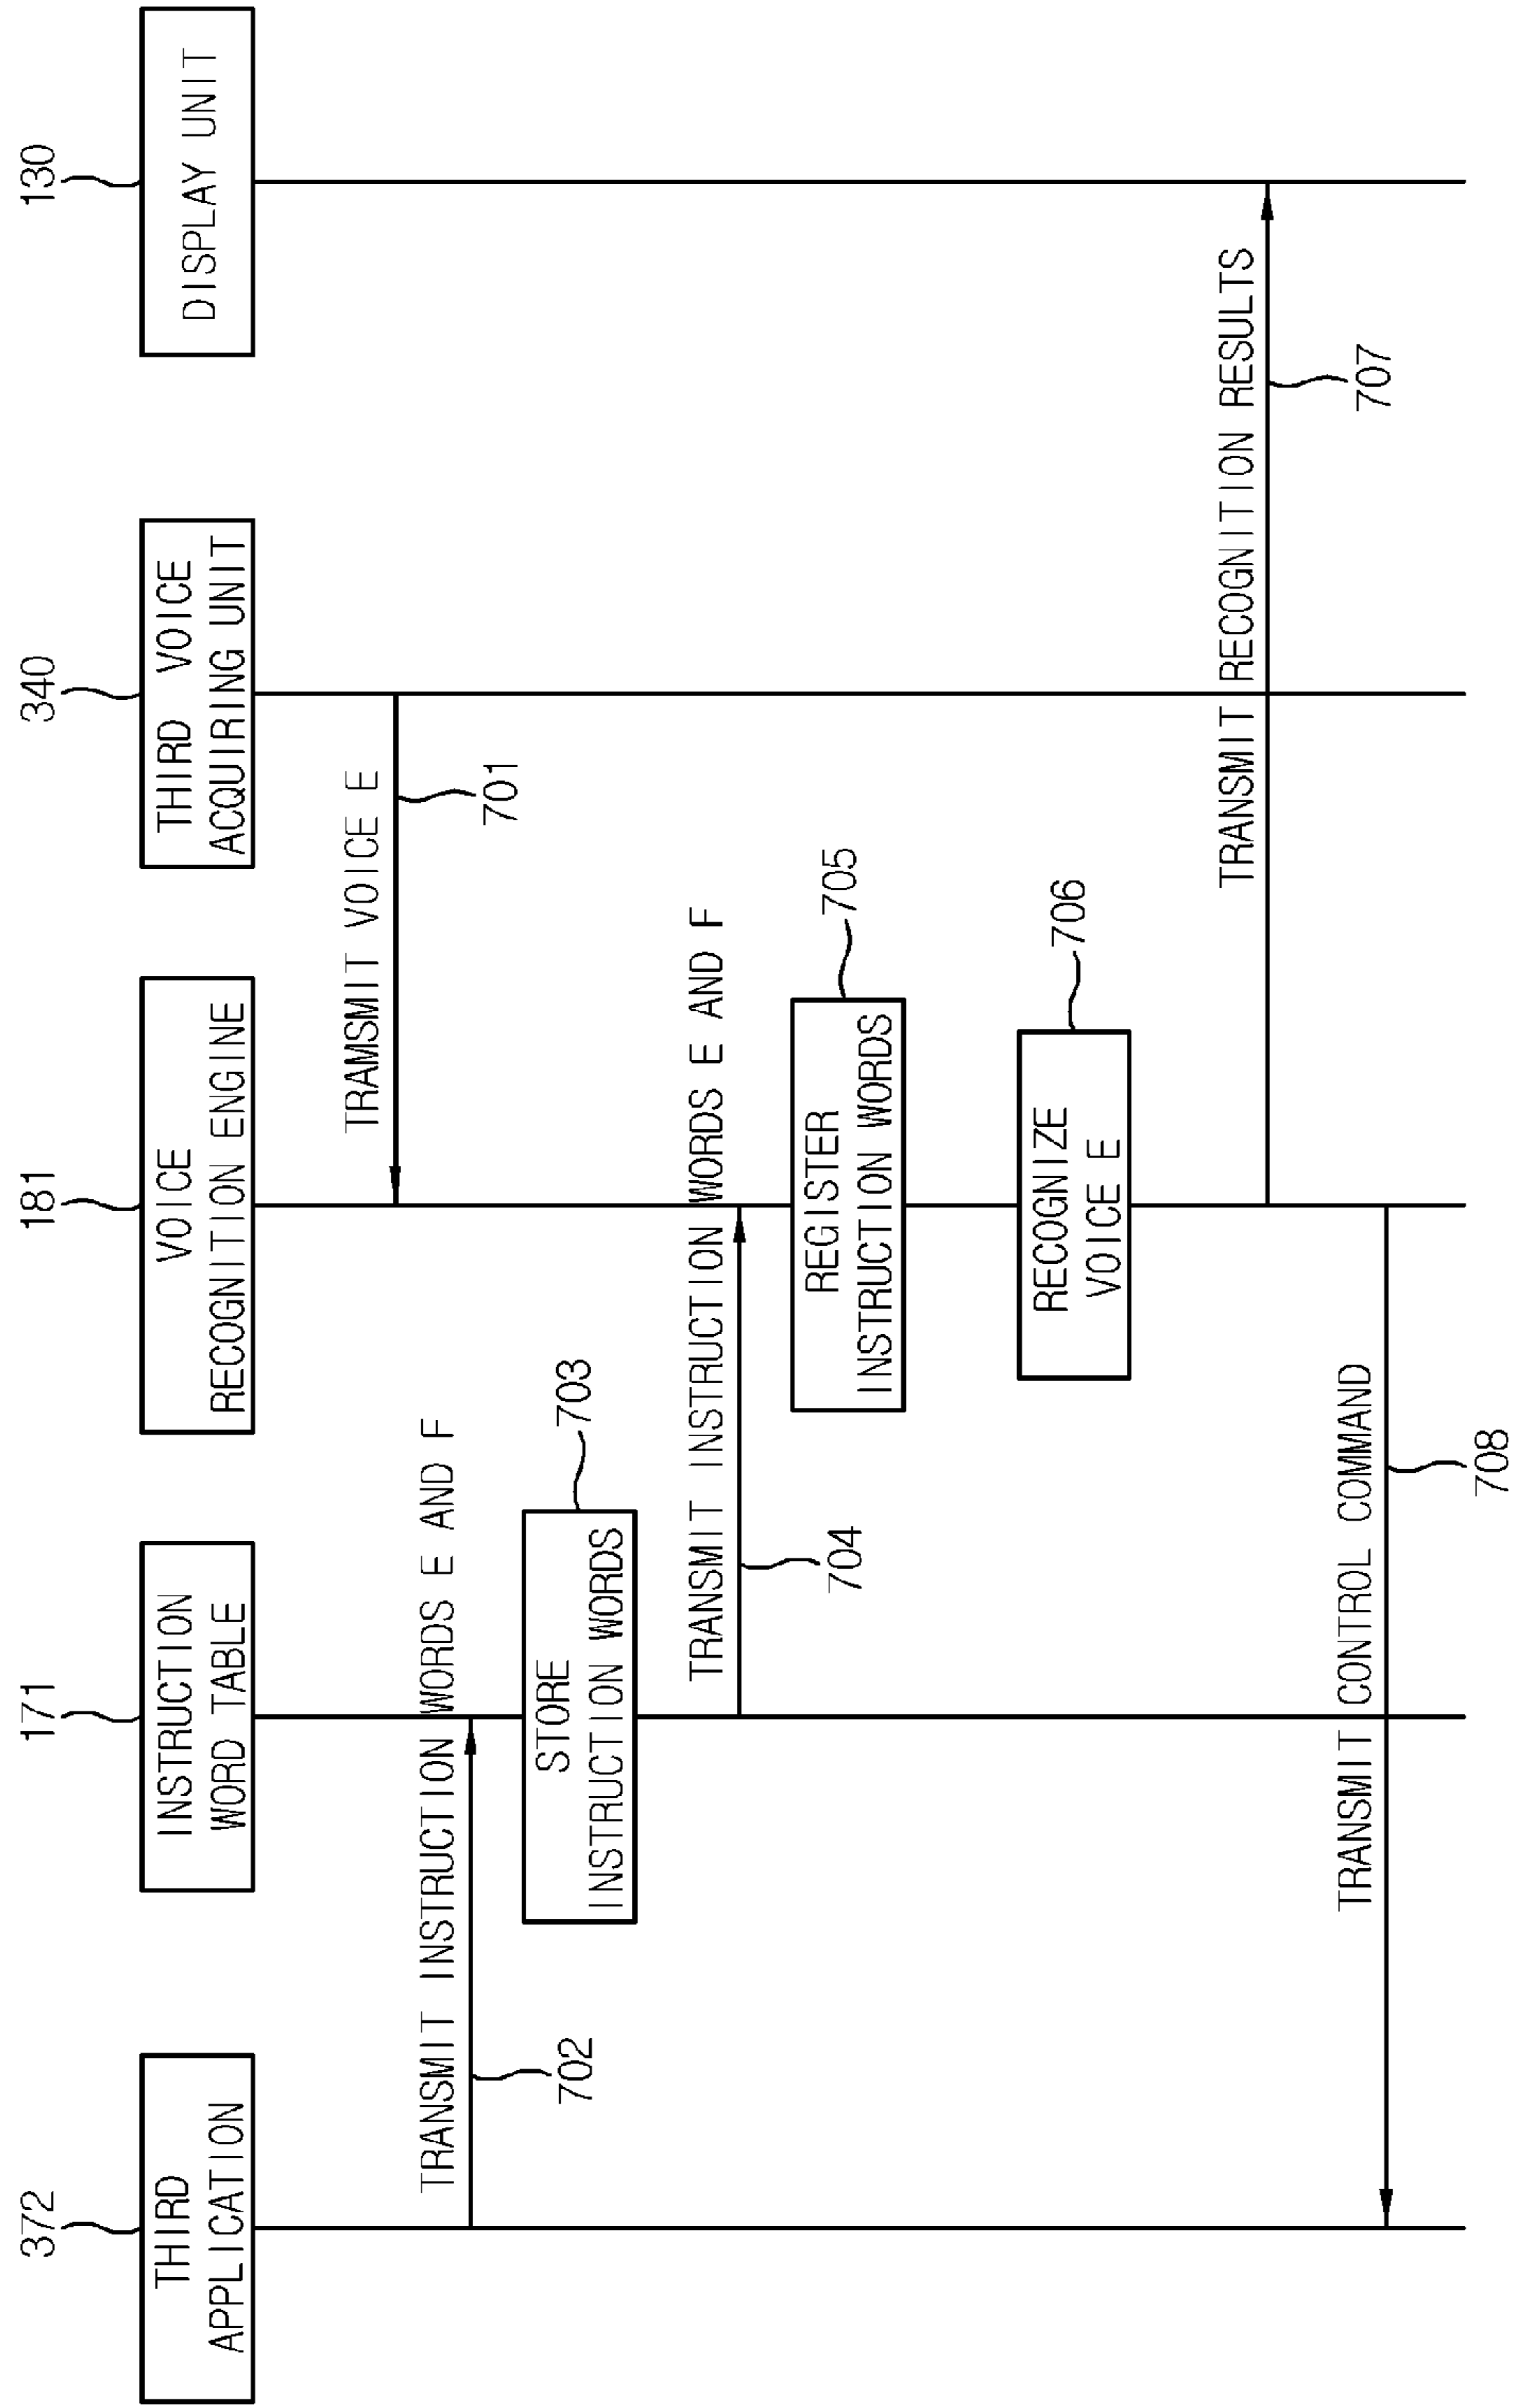 372
171
181
340
130
THIRD
APPLICATION
INSTRUCTION
WORD TABLE
VOICE
RECOGNITION ENGINE
THIRD VOICE
ACQUIRING UNIT
DISPLAY UNIT
TRAMSMIT VOICE E
701
TRANSMIT INSTRUCTION WORDS E AND F
702
STORE
INSTRUCTION WORDS
703
TRANSMIT INSTRUCTION WORDS E AND F
704
REGISTER
INSTRUCTION WORDS
705
RECOGNIZE
VOICE E
706
TRANSMIT RECOGNITION RESULTS
707
TRANSMIT CONTROL COMMAND
708